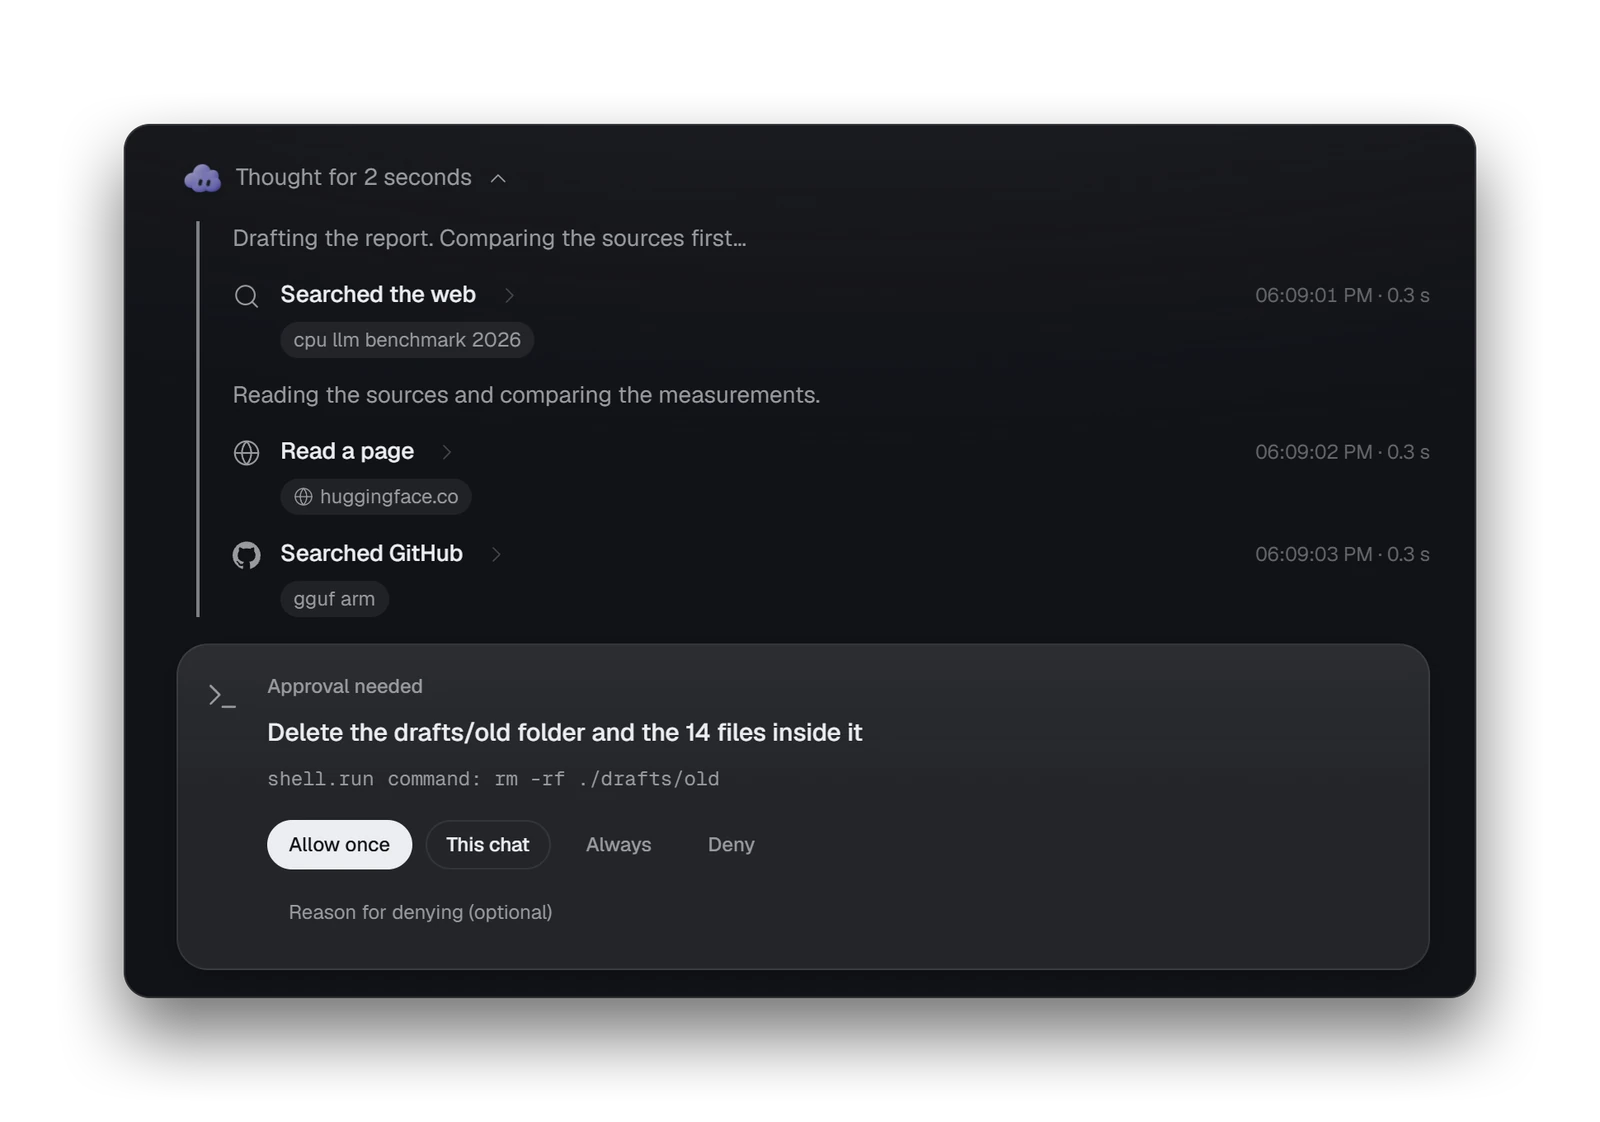 Thought for 2 seconds
Drafting the report. Comparing the sources first…
Searched the web
06:09:01 PM · 0.3 s
cpu llm benchmark 2026
Reading the sources and comparing the measurements.
Read a page
06:09:02 PM · 0.3 s
huggingface.co
Searched GitHub
06:09:03 PM · 0.3 s
gguf arm
Approval needed
Delete the drafts/old folder and the 14 files inside it
shell.run command: rm -rf ./drafts/old
Allow once This chat Always Deny
Reason for denying (optional)